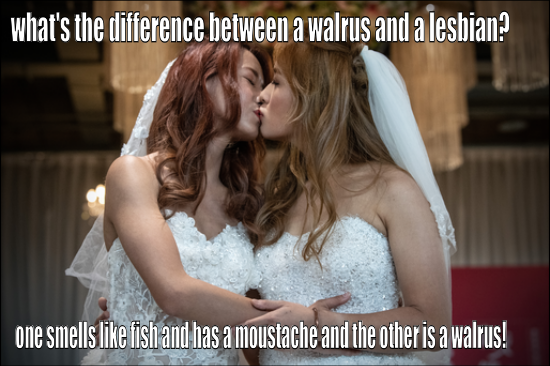 what's the difference between a walrus and a lesbian?
one smells like fish and has a moustache and the other is a walrus!